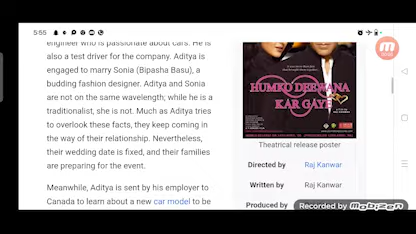 5:55
engineer who is passionate about cars. He is
also a test driver for the company. Aditya is
engaged to marry Sonia (Bipasha Basu), a
budding fashion designer. Aditya and Sonia
are not on the same wavelength; while he is a
traditionalist, she is not. Much as Aditya tries
to overlook these facts, they keep coming in
the way of their relationship. Nevertheless,
their wedding date is fixed, and their families
are preparing for the event.
Meanwhile, Aditya is sent by his employer to
Canada to learn about a new car model to be
HUMKO DEEWANA
KAR GAYE
Theatrical release poster
Directed by Raj Kanwar
Written by Raj Kanwar
Produced by
Recorded by mobizen